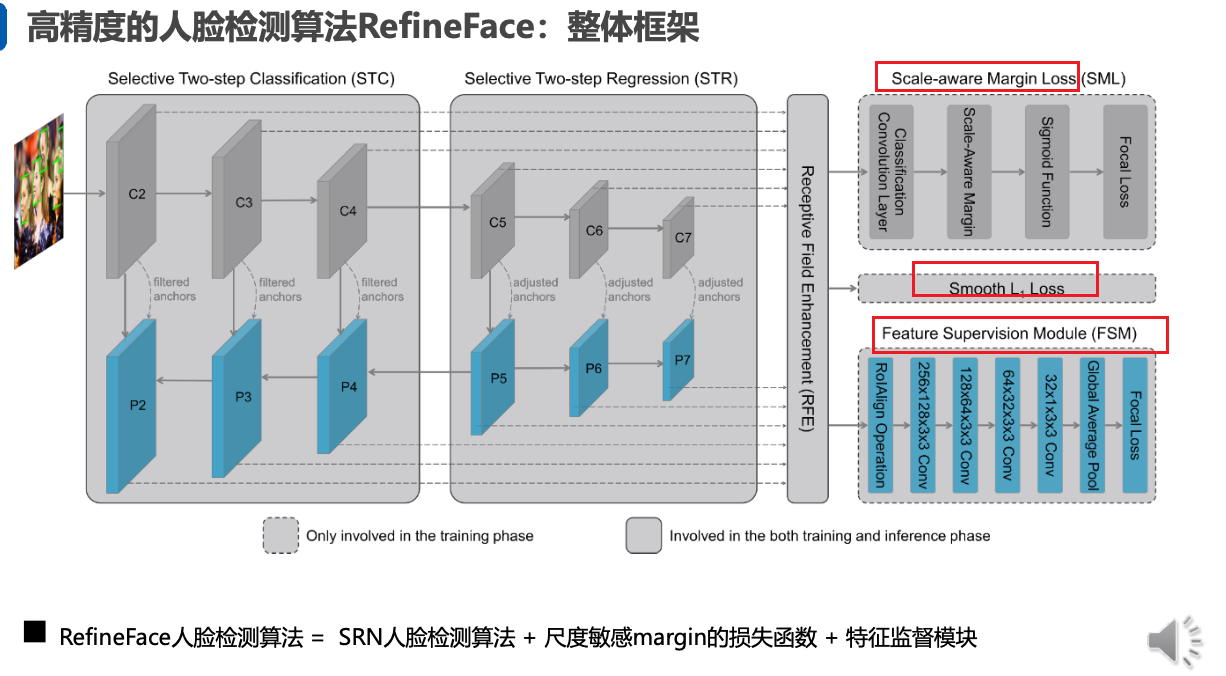 高精度的人脸检测算法RefineFace：整体框架
Selective Two-step Classification (STC)
Selective Two-step Regression (STR)
Scale-aware Margin Loss (SML)
C2
C3
C4
C5
C6
C7
filtered
anchors
filtered
anchors
filtered
anchors
adjusted
anchors
adjusted
anchors
adjusted
anchors
P2
P3
P4
P5
P6
P7
Receptive Field Enhancement (RFE)
Classification
Convolution Layer
Scale-Aware Margin
Sigmoid Function
Focal Loss
Smooth L₁ Loss
Feature Supervision Module (FSM)
RoIAlign Operation
256x128x3x3 Conv
128x64x3x3 Conv
64x32x3x3 Conv
32x1x3x3 Conv
Global Average Pool
Focal Loss
Only involved in the training phase
Involved in the both training and inference phase
■ RefineFace人脸检测算法 = SRN人脸检测算法 + 尺度敏感margin的损失函数 + 特征监督模块